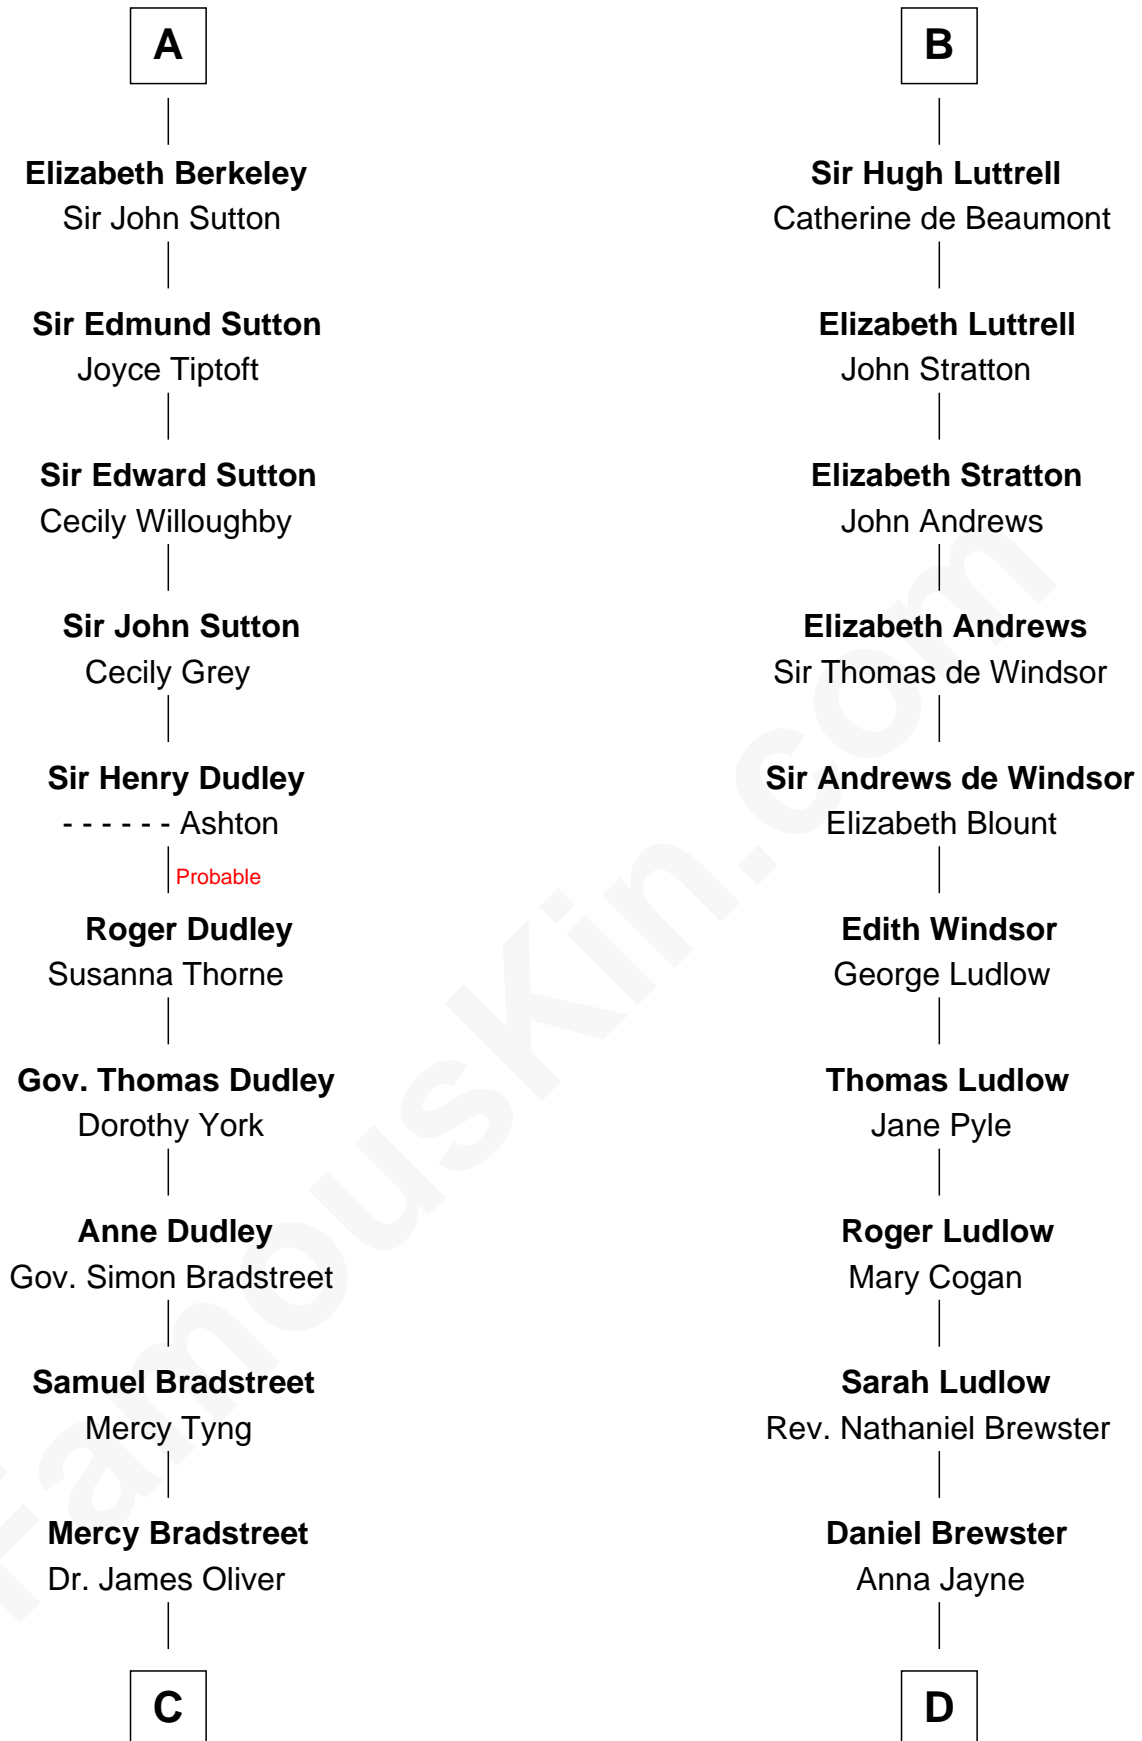 A
Elizabeth Berkeley
Sir John Sutton
Sir Edmund Sutton
Joyce Tiptoft
Sir Edward Sutton
Cecily Willoughby
Sir John Sutton
Cecily Grey
Sir Henry Dudley
- - - - - - Ashton
Probable
Roger Dudley
Susanna Thorne
Gov. Thomas Dudley
Dorothy York
Anne Dudley
Gov. Simon Bradstreet
Samuel Bradstreet
Mercy Tyng
Mercy Bradstreet
Dr. James Oliver
C
B
Sir Hugh Luttrell
Catherine de Beaumont
Elizabeth Luttrell
John Stratton
Elizabeth Stratton
John Andrews
Elizabeth Andrews
Sir Thomas de Windsor
Sir Andrews de Windsor
Elizabeth Blount
Edith Windsor
George Ludlow
Thomas Ludlow
Jane Pyle
Roger Ludlow
Mary Cogan
Sarah Ludlow
Rev. Nathaniel Brewster
Daniel Brewster
Anna Jayne
D
FamousKin.com